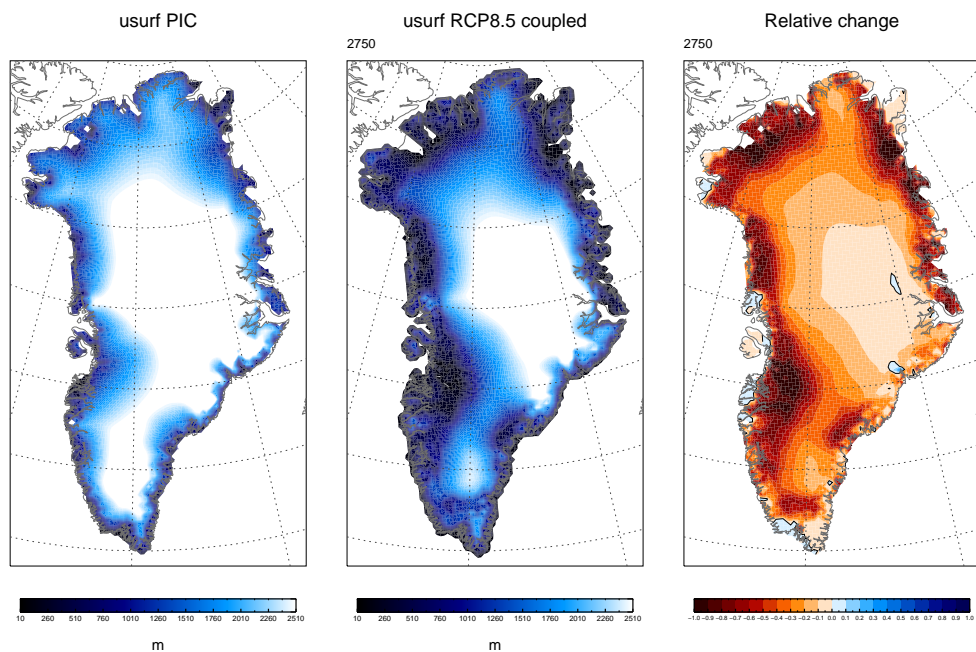 usurf PIC
usurf RCP8.5 coupled
Relative change
2750
2750
10 260 510 760 1010 1260 1510 1760 2010 2260 2510
10 260 510 760 1010 1260 1510 1760 2010 2260 2510
−1.0 −0.9 −0.8 −0.7 −0.6 −0.5 −0.4 −0.3 −0.2 −0.1 0.0 0.1 0.2 0.3 0.4 0.5 0.6 0.7 0.8 0.9 1.0
m
m